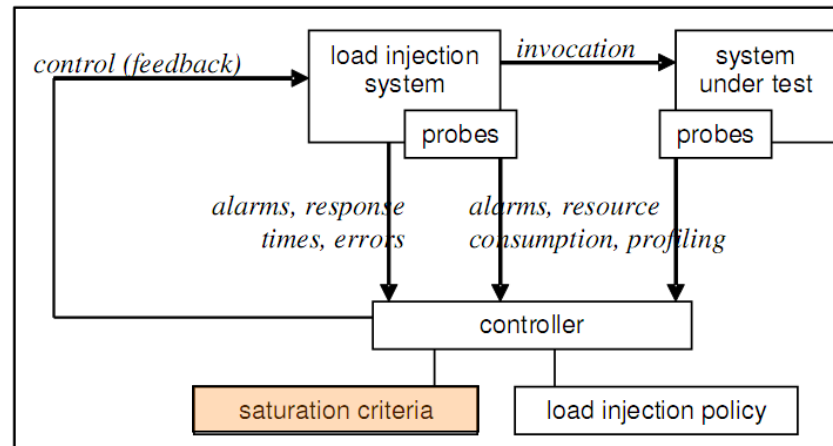 control (feedback)
load injection
system
invocation
system
under test
probes
probes
alarms, response
times, errors
alarms, resource
consumption, profiling
controller
saturation criteria
load injection policy